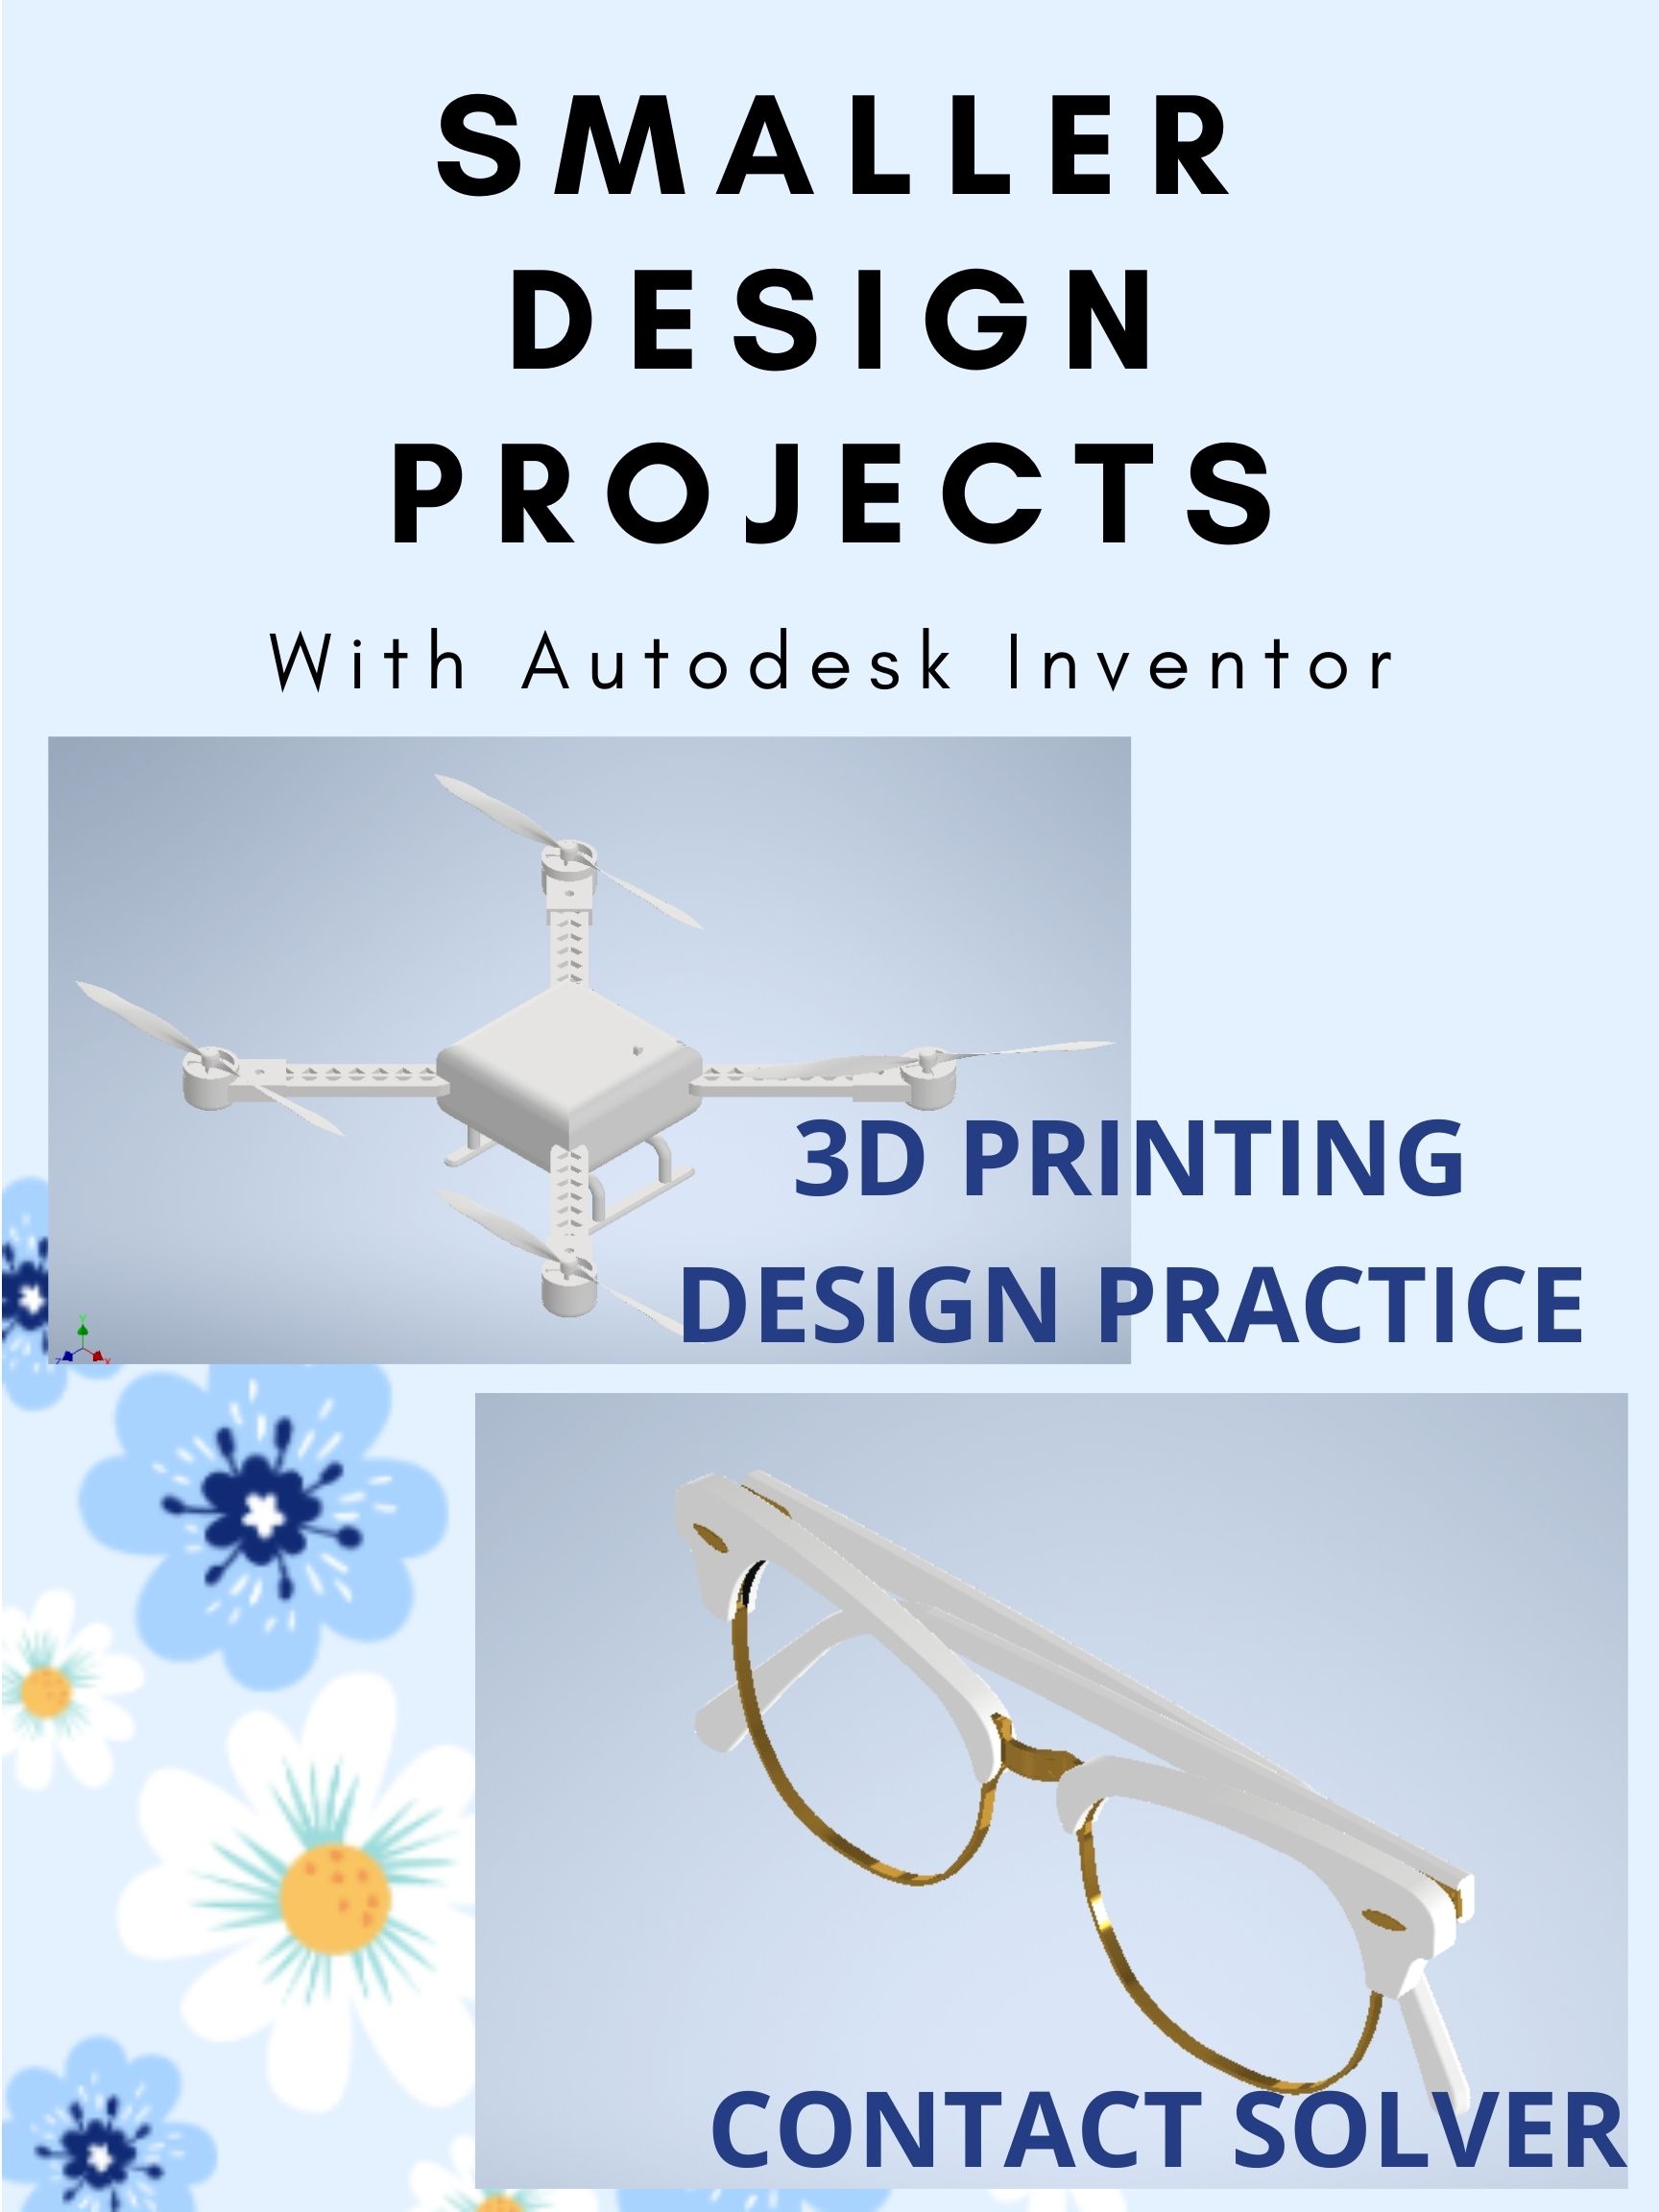 SMALLER
DESIGN
PROJECTS
With Autodesk Inventor
3D PRINTING
DESIGN PRACTICE
CONTACT SOLVER